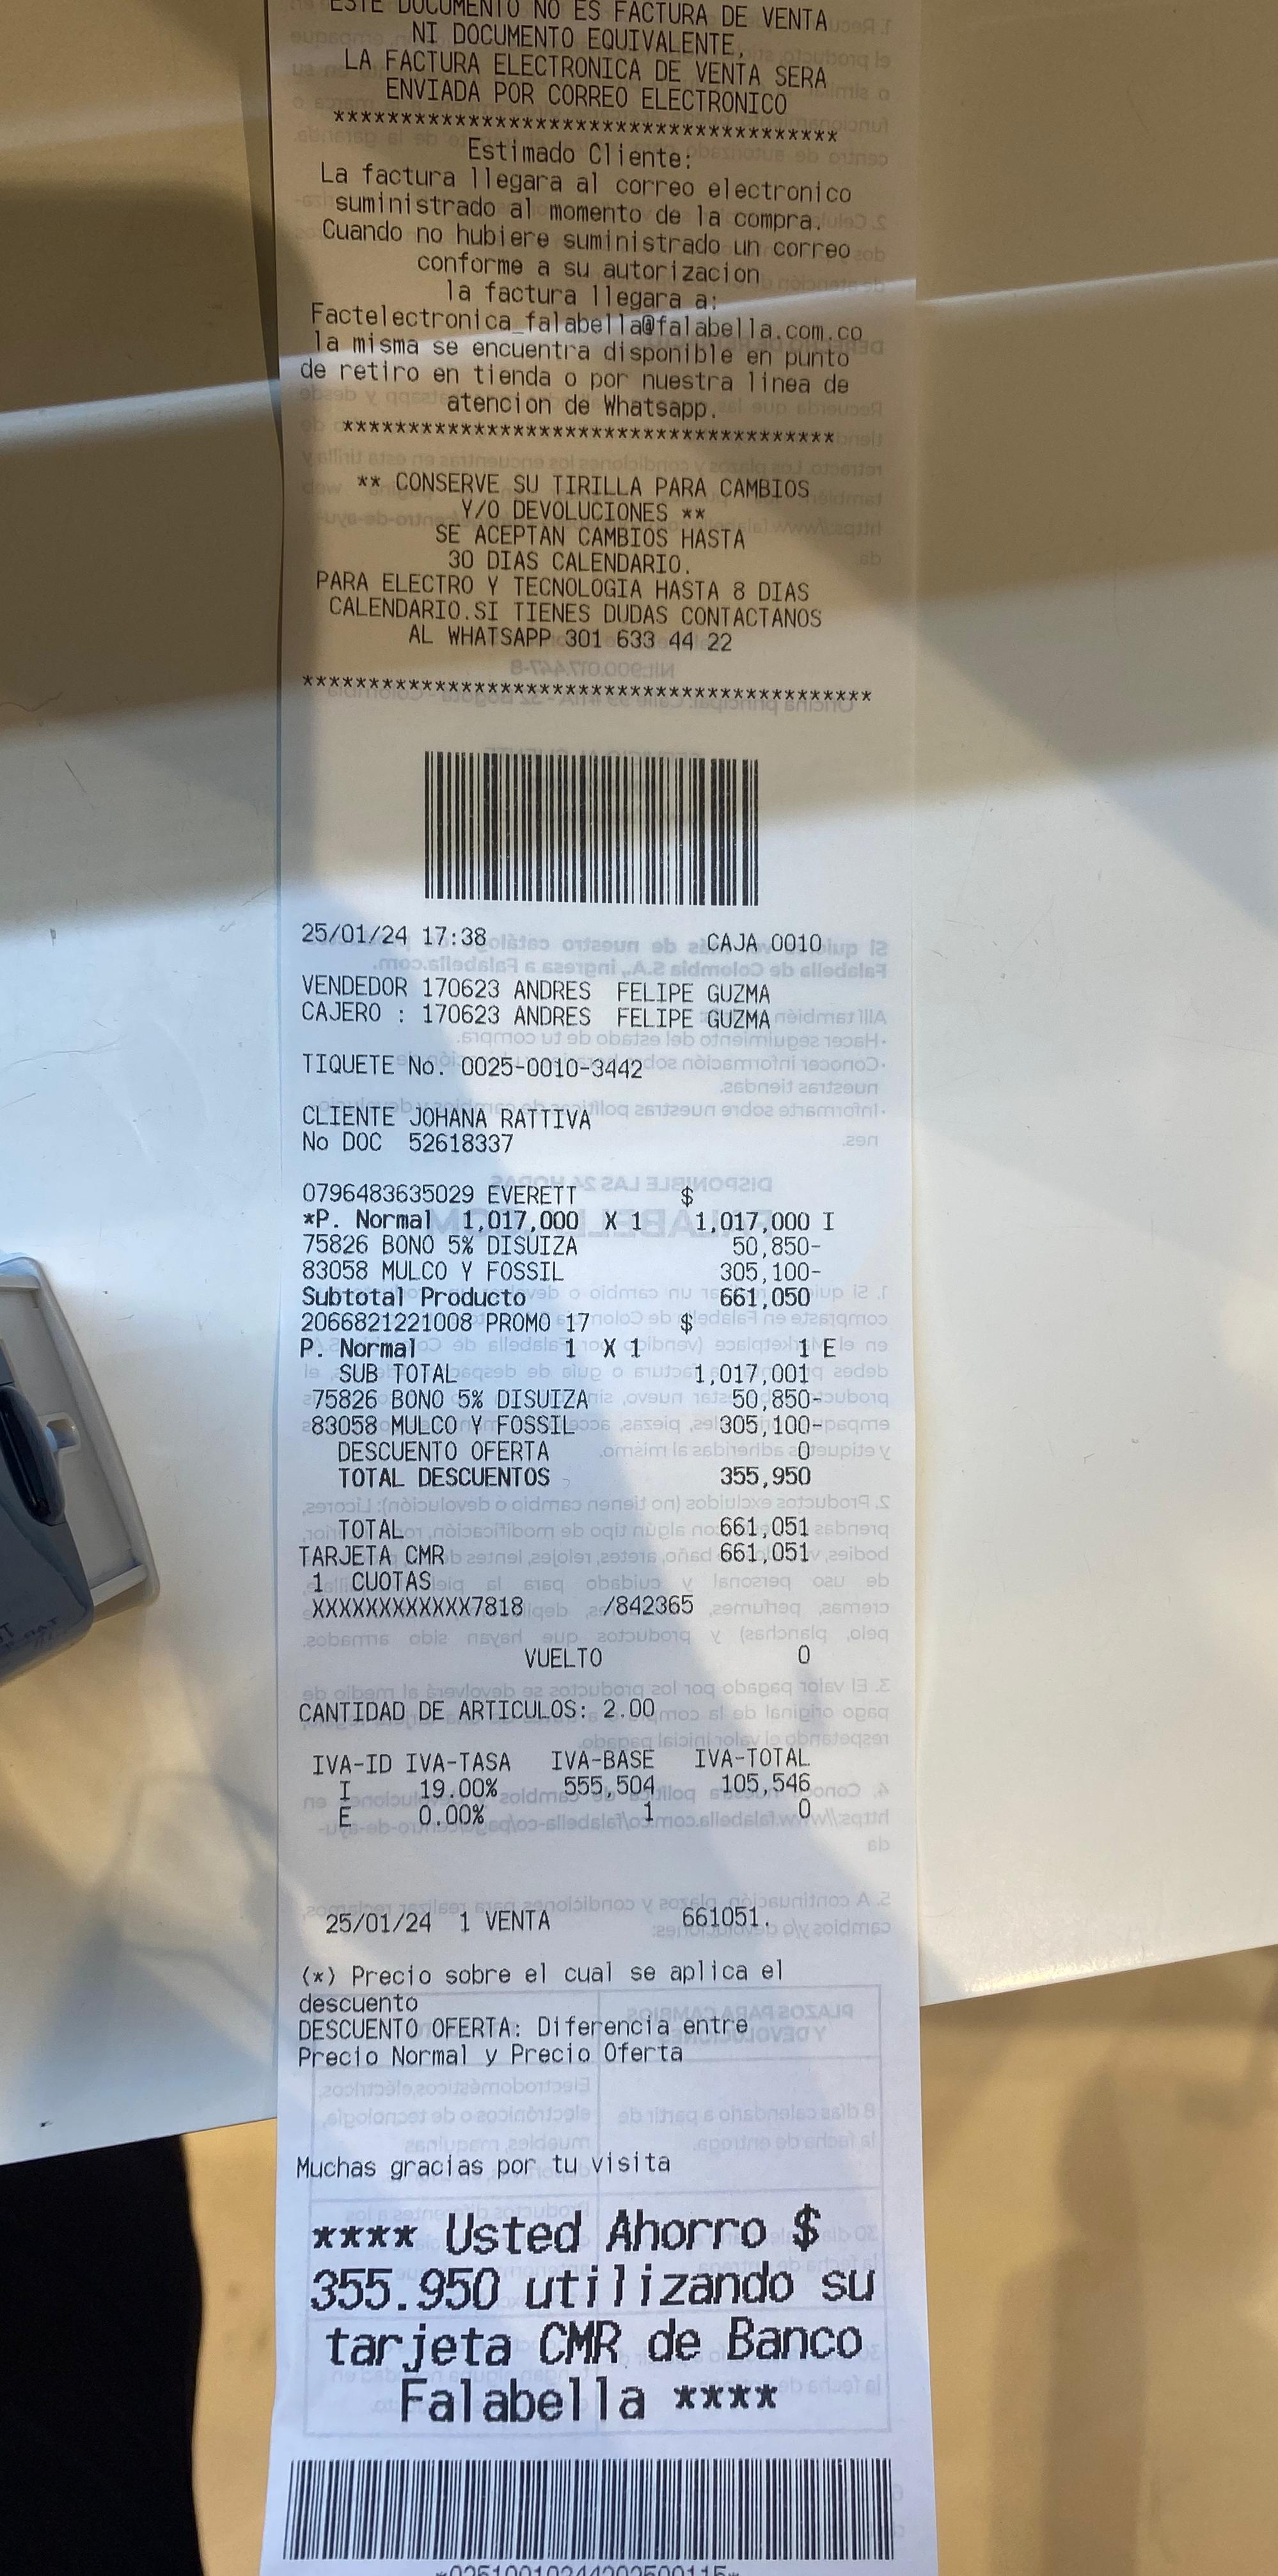 ESTE DOCUMENTO NO ES FACTURA DE VENTA
NI DOCUMENTO EQUIVALENTE,
LA FACTURA ELECTRONICA DE VENTA SERA
ENVIADA POR CORREO ELECTRONICO
***************************************
Estimado Cliente:
La factura llegara al correo electronico
suministrado al momento de la compra.
Cuando no hubiere suministrado un correo
conforme a su autorizacion
la factura llegara a:
Factelectronica_falabella@falabella.com.co
la misma se encuentra disponible en punto
de retiro en tienda o por nuestra linea de
atencion de Whatsapp.
**************************************
** CONSERVE SU TIRILLA PARA CAMBIOS
Y/O DEVOLUCIONES **
SE ACEPTAN CAMBIOS HASTA
30 DIAS CALENDARIO.
PARA ELECTRO Y TECNOLOGIA HASTA 8 DIAS
CALENDARIO.SI TIENES DUDAS CONTACTANOS
AL WHATSAPP 301 633 44 22
********************************************
25/01/24 17:38 CAJA 0010
VENDEDOR 170623 ANDRES FELIPE GUZMA
CAJERO : 170623 ANDRES FELIPE GUZMA
TIQUETE No. 0025-0010-3442
CLIENTE JOHANA RATTIVA
No DOC 52618337
0796483635029 EVERETT $
*P. Normal 1,017,000 X 1 1,017,000 I
75826 BONO 5% DISUIZA 50,850-
83058 MULCO Y FOSSIL 305,100-
Subtotal Producto 661,050
2066821221008 PROMO 17 $
P. Normal 1 X 1 1 E
SUB TOTAL 1,017,001
75826 BONO 5% DISUIZA 50,850-
83058 MULCO Y FOSSIL 305,100-
DESCUENTO OFERTA 0
TOTAL DESCUENTOS 355,950
TOTAL 661,051
TARJETA CMR 661,051
1 CUOTAS
XXXXXXXXXXXX7818 /842365
VUELTO 0
CANTIDAD DE ARTICULOS: 2.00
IVA-ID IVA-TASA IVA-BASE IVA-TOTAL
I 19.00% 555,504 105,546
E 0.00% 1 0
25/01/24 1 VENTA 661051.
(*) Precio sobre el cual se aplica el
descuento
DESCUENTO OFERTA: Diferencia entre
Precio Normal y Precio Oferta
Muchas gracias por tu visita
**** Usted Ahorro $
355.950 utilizando su
tarjeta CMR de Banco
Falabella ****